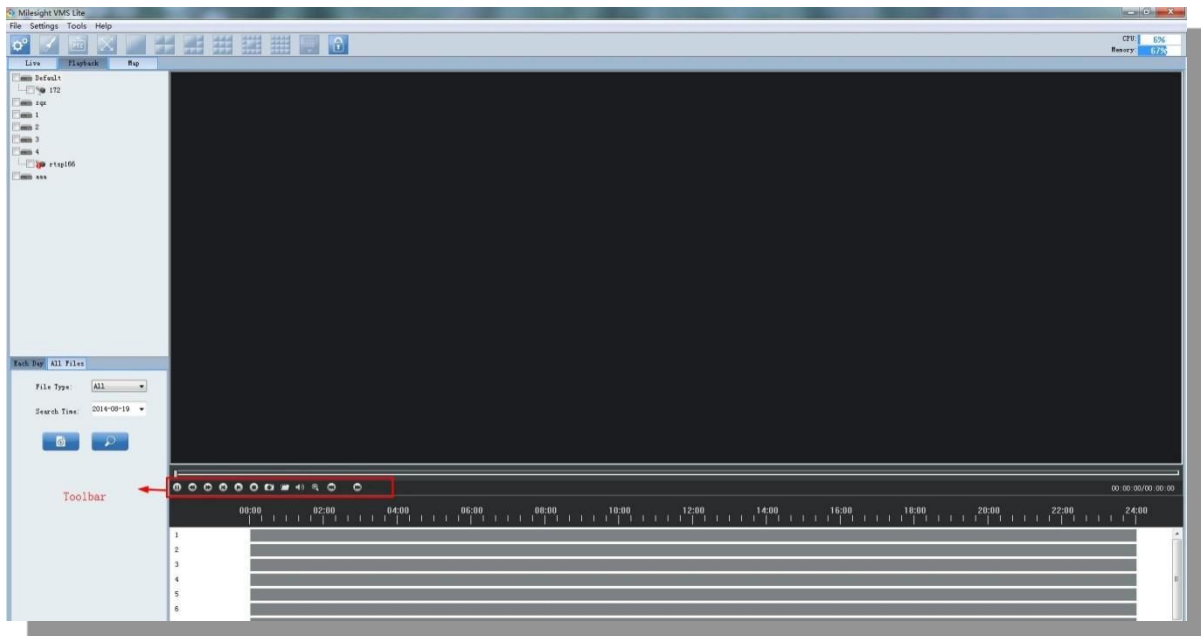 Milesight VMS Lite
File Settings Tools Help
CPU: 6%
Memory: 67%
Live Playback Map
Default
172
zqx
1
2
3
4
rtsp166
Each Day All Files
File Type: All
Search Time: 2014-08-19
Toolbar
00:00:00/00:00:00
00:00 02:00 04:00 06:00 08:00 10:00 12:00 14:00 16:00 18:00 20:00 22:00 24:00
1
2
3
4
5
6